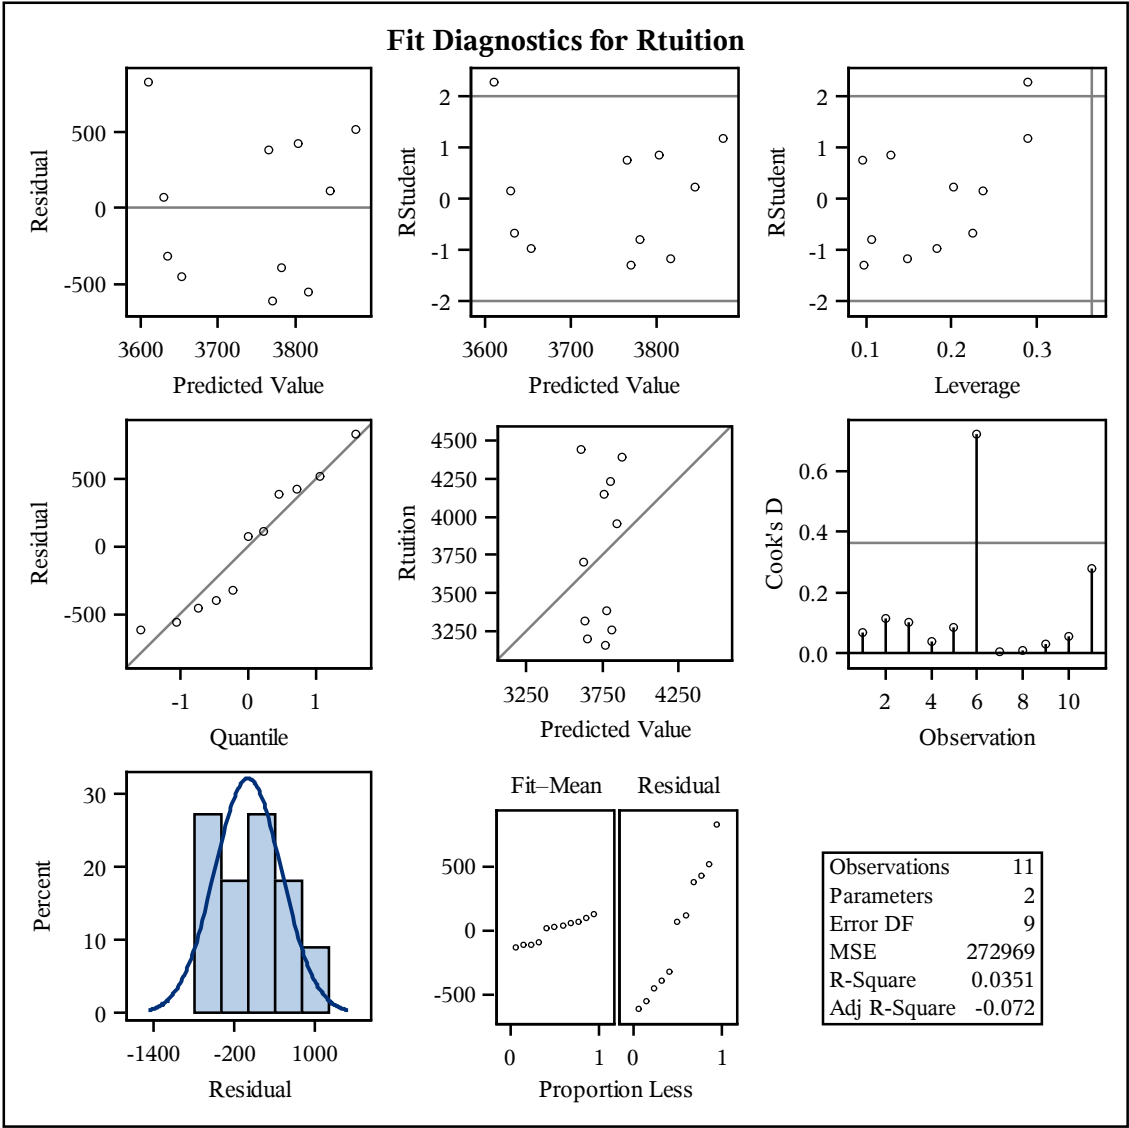 Fit Diagnostics for Rtuition
Residual
500
0
-500
3600 3700 3800
Predicted Value
RStudent
2
1
0
-1
-2
3600 3700 3800
Predicted Value
RStudent
2
1
0
-1
-2
0.1 0.2 0.3
Leverage
Residual
500
0
-500
-1 0 1
Quantile
Rtuition
4500
4250
4000
3750
3500
3250
3250 3750 4250
Predicted Value
Cook's D
0.6
0.4
0.2
0.0
2 4 6 8 10
Observation
Percent
30
20
10
0
-1400 -200 1000
Residual
Fit–Mean Residual
500
0
-500
0 1 0 1
Proportion Less
Observations 11
Parameters 2
Error DF 9
MSE 272969
R-Square 0.0351
Adj R-Square -0.072